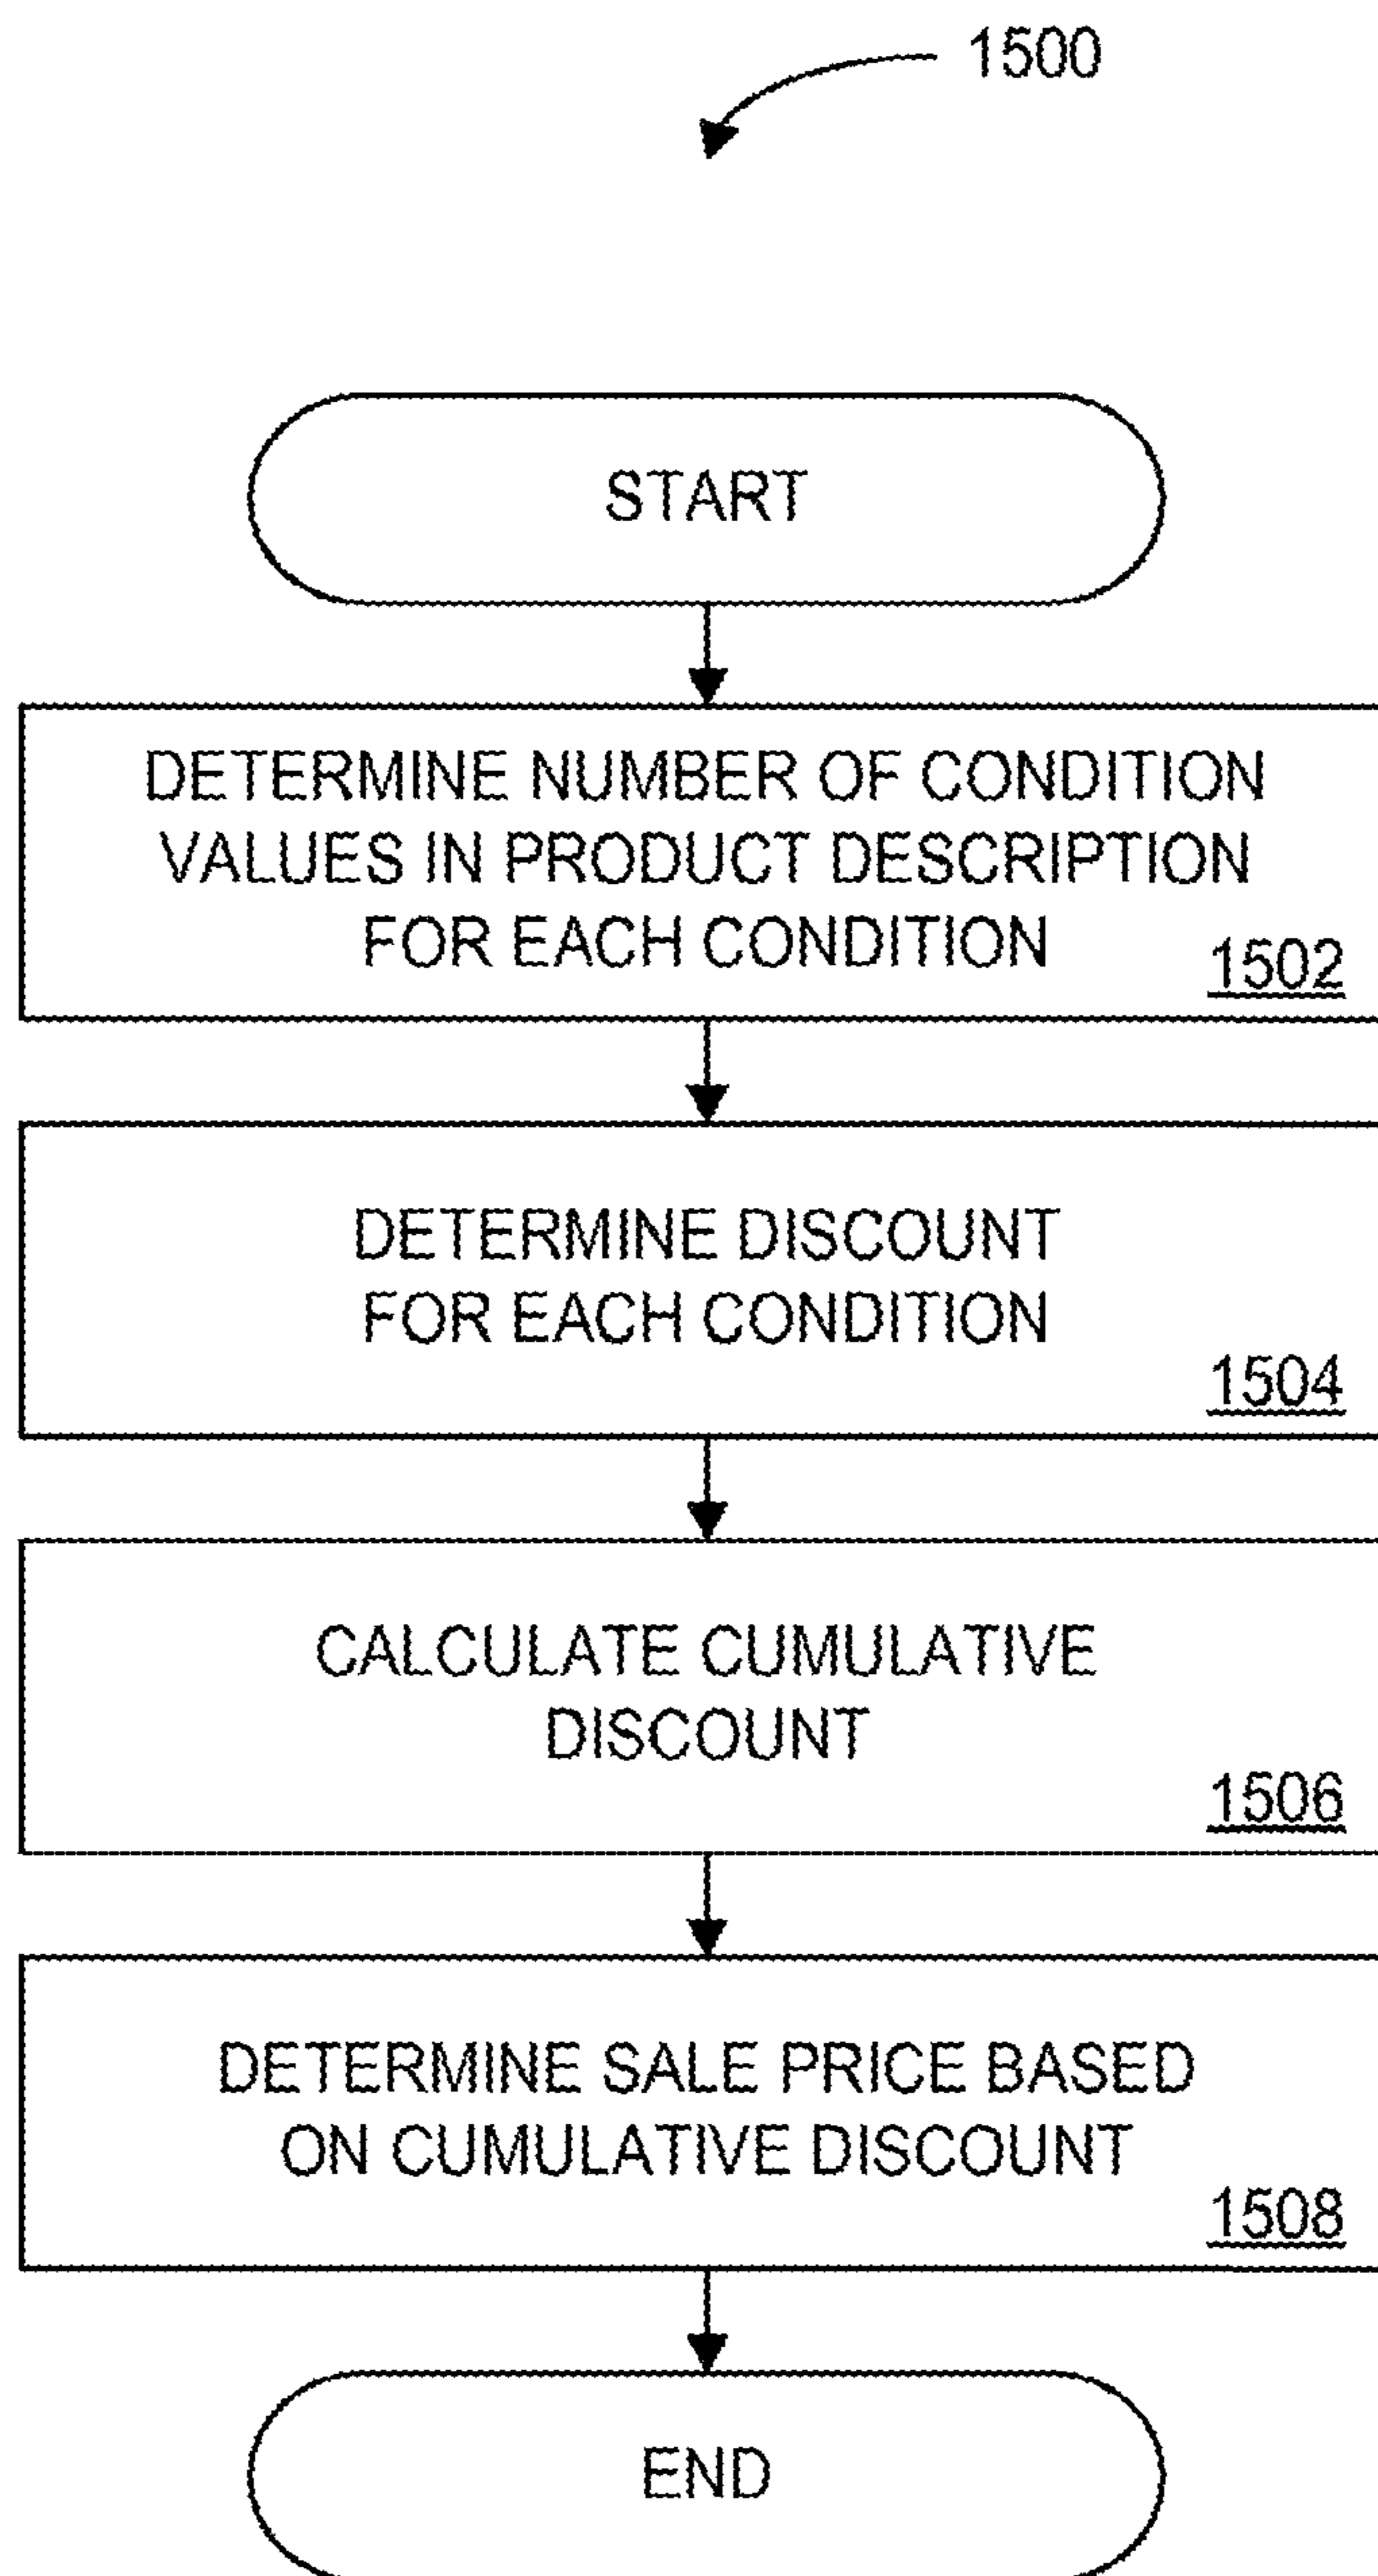 1500
START
DETERMINE NUMBER OF CONDITION
VALUES IN PRODUCT DESCRIPTION
FOR EACH CONDITION
1502
DETERMINE DISCOUNT
FOR EACH CONDITION
1504
CALCULATE CUMULATIVE
DISCOUNT
1506
DETERMINE SALE PRICE BASED
ON CUMULATIVE DISCOUNT
1508
END